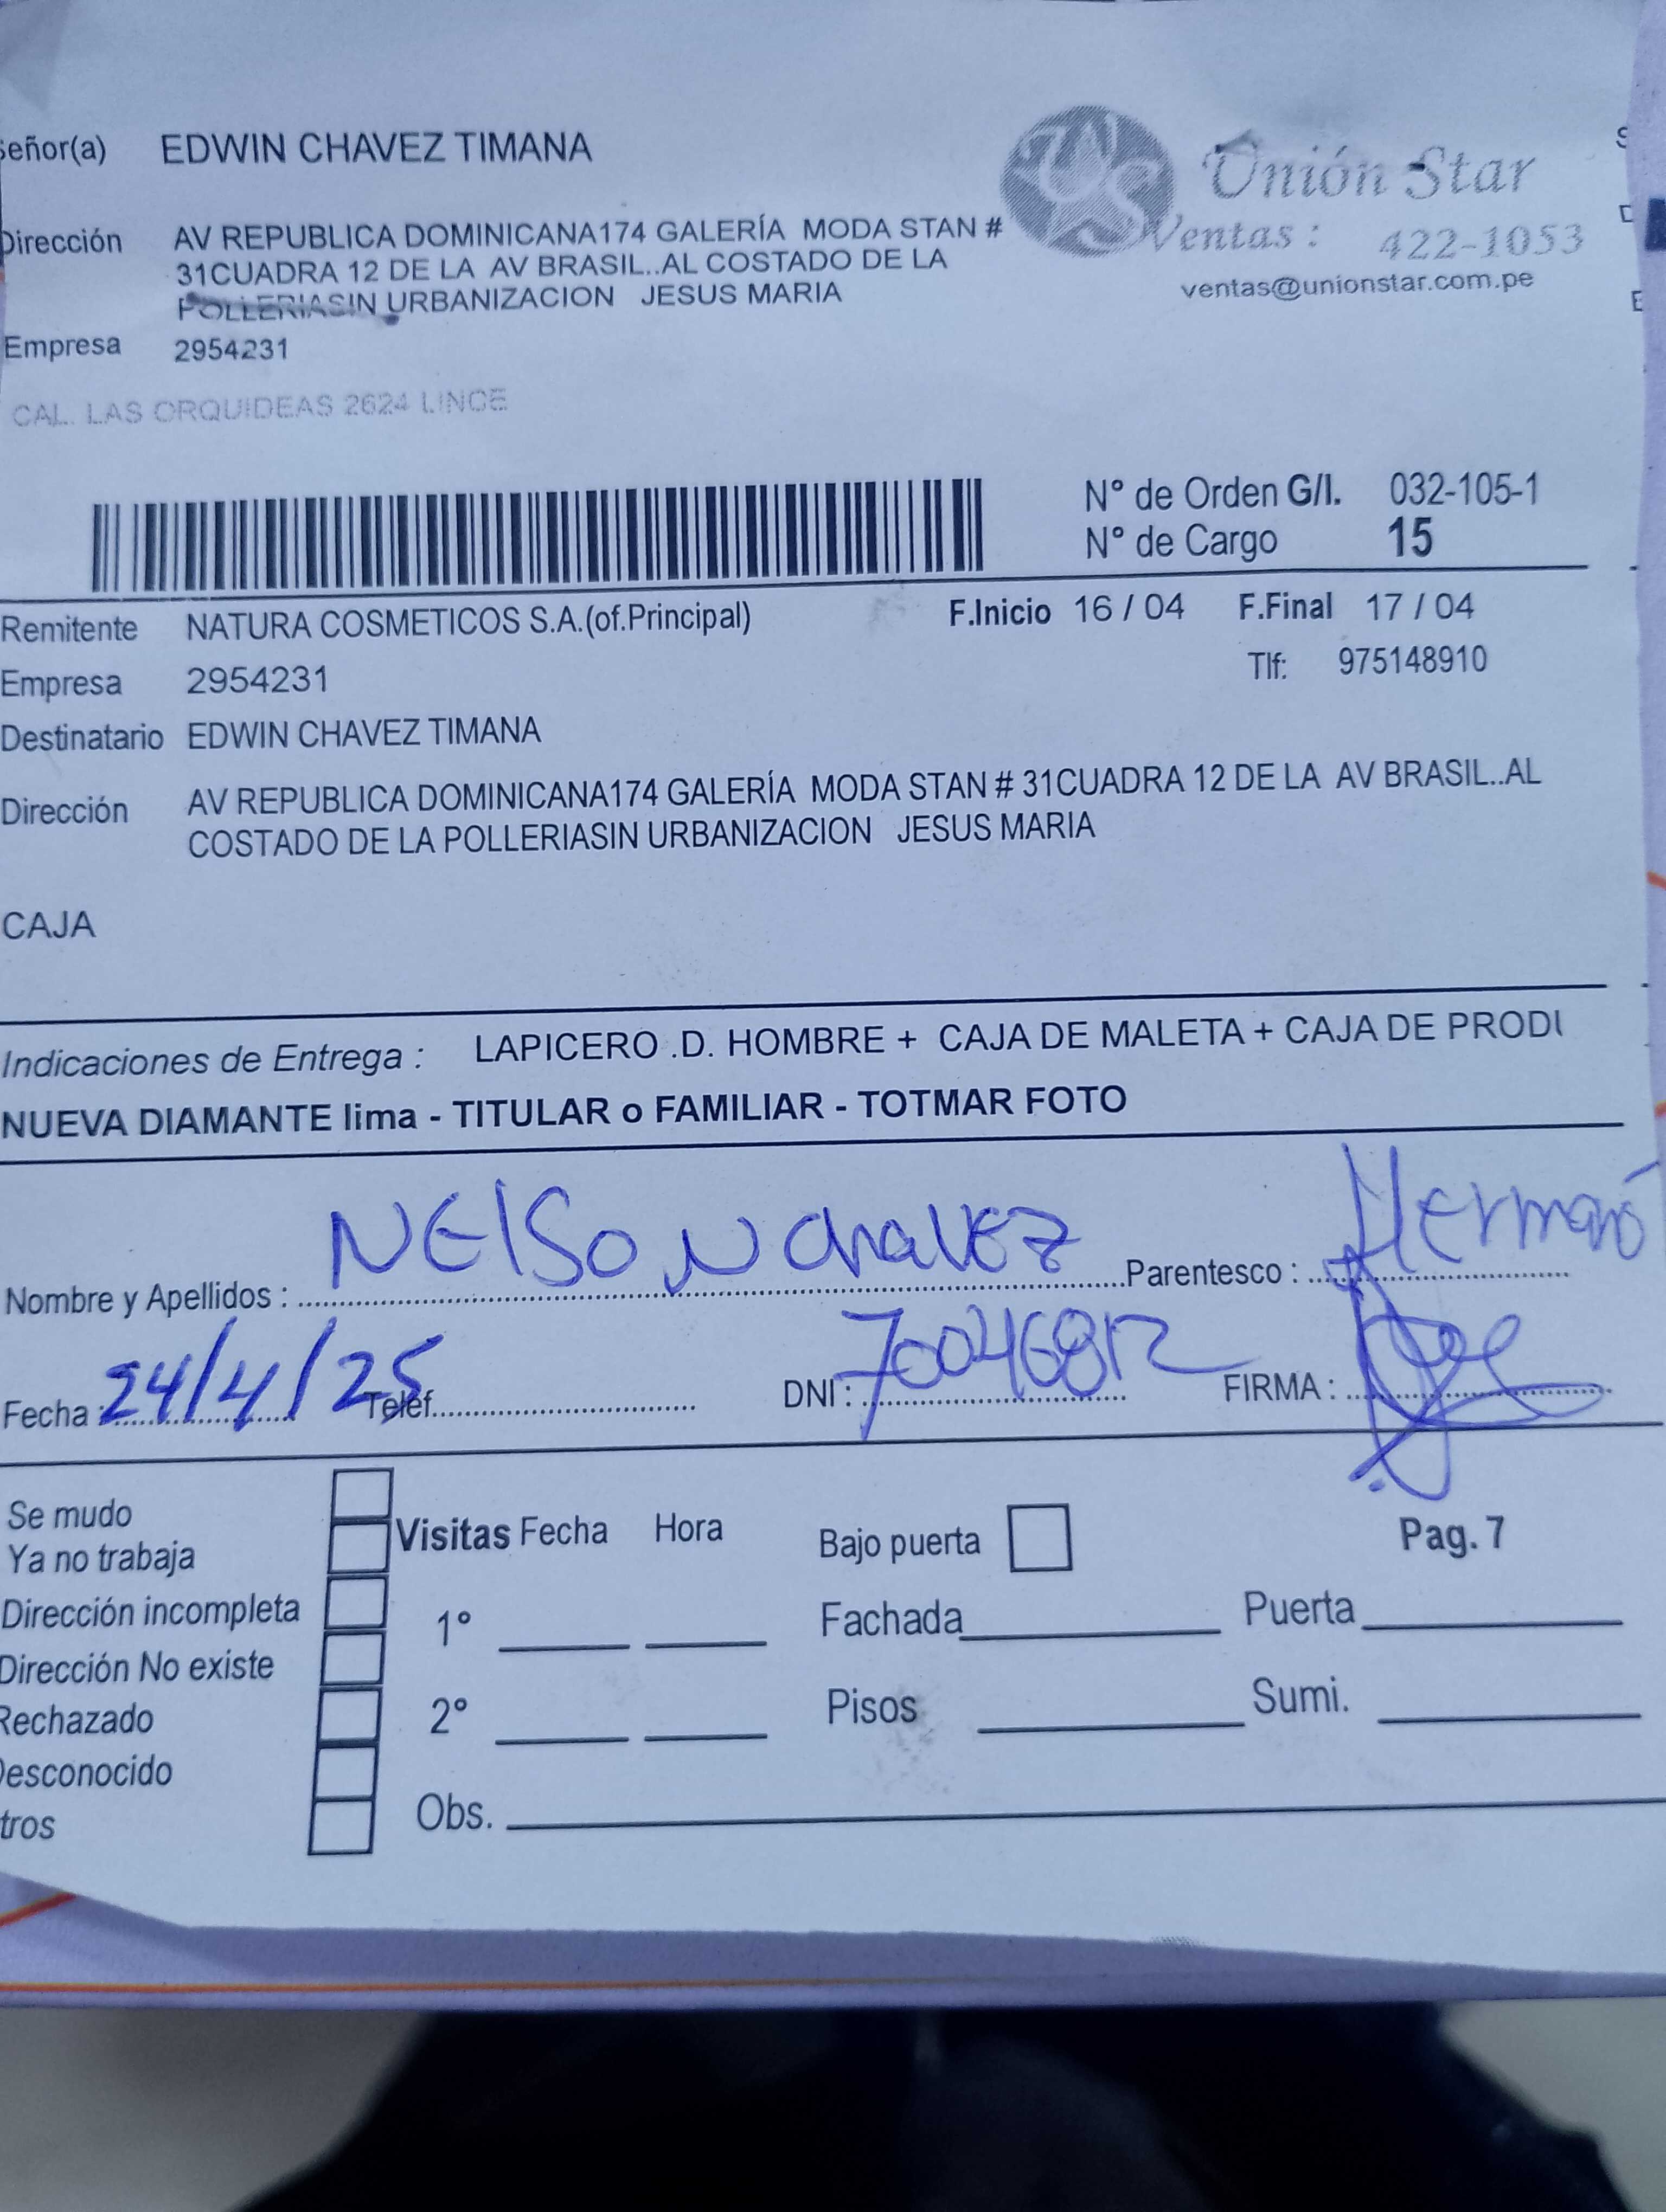 Señor(a) EDWIN CHAVEZ TIMANA
Unión Star
Ventas : 422-1053
ventas@unionstar.com.pe
Dirección AV REPUBLICA DOMINICANA174 GALERÍA MODA STAN #
31CUADRA 12 DE LA AV BRASIL..AL COSTADO DE LA
POLLERIASIN URBANIZACION JESUS MARIA
Empresa 2954231
CAL. LAS ORQUIDEAS 2624 LINCE
N° de Orden G/I. 032-105-1
N° de Cargo 15
Remitente NATURA COSMETICOS S.A.(of.Principal) F.Inicio 16 / 04 F.Final 17 / 04
Empresa 2954231 Tlf: 975148910
Destinatario EDWIN CHAVEZ TIMANA
Dirección AV REPUBLICA DOMINICANA174 GALERÍA MODA STAN # 31CUADRA 12 DE LA AV BRASIL..AL
COSTADO DE LA POLLERIASIN URBANIZACION JESUS MARIA
CAJA
Indicaciones de Entrega : LAPICERO .D. HOMBRE + CAJA DE MALETA + CAJA DE PRODU
NUEVA DIAMANTE lima - TITULAR o FAMILIAR - TOTMAR FOTO
Nombre y Apellidos : NElSoN ChavEz Parentesco : Hermano
Fecha 24/4/25 Telef. DNI : 70046812 FIRMA :
Se mudo
Ya no trabaja
Dirección incompleta
Dirección No existe
Rechazado
Desconocido
tros
Visitas Fecha Hora
1°
2°
Obs.
Bajo puerta
Pag. 7
Fachada Puerta
Pisos Sumi.